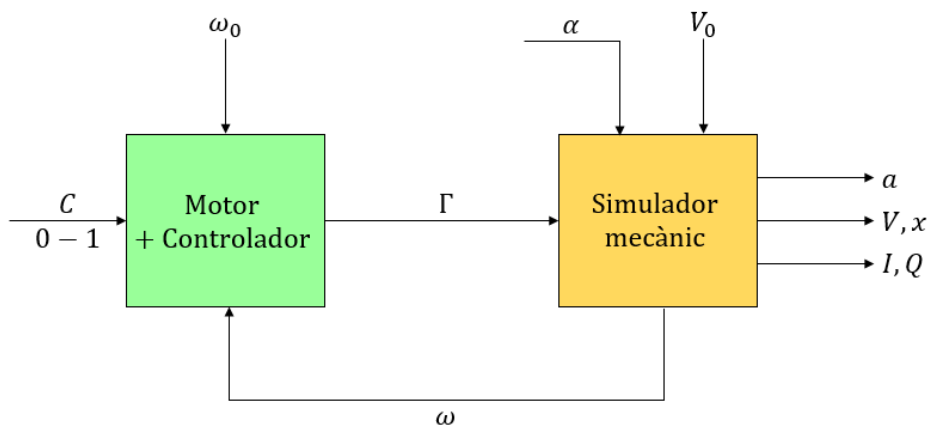 ω₀
α
V₀
C
0 − 1
Motor
+ Controlador
Γ
Simulador
mecànic
a
V, x
I, Q
ω